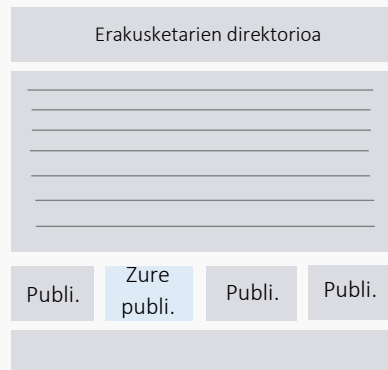 Erakusketarien direktorioa
Publi.
Zure
publi.
Publi.
Publi.